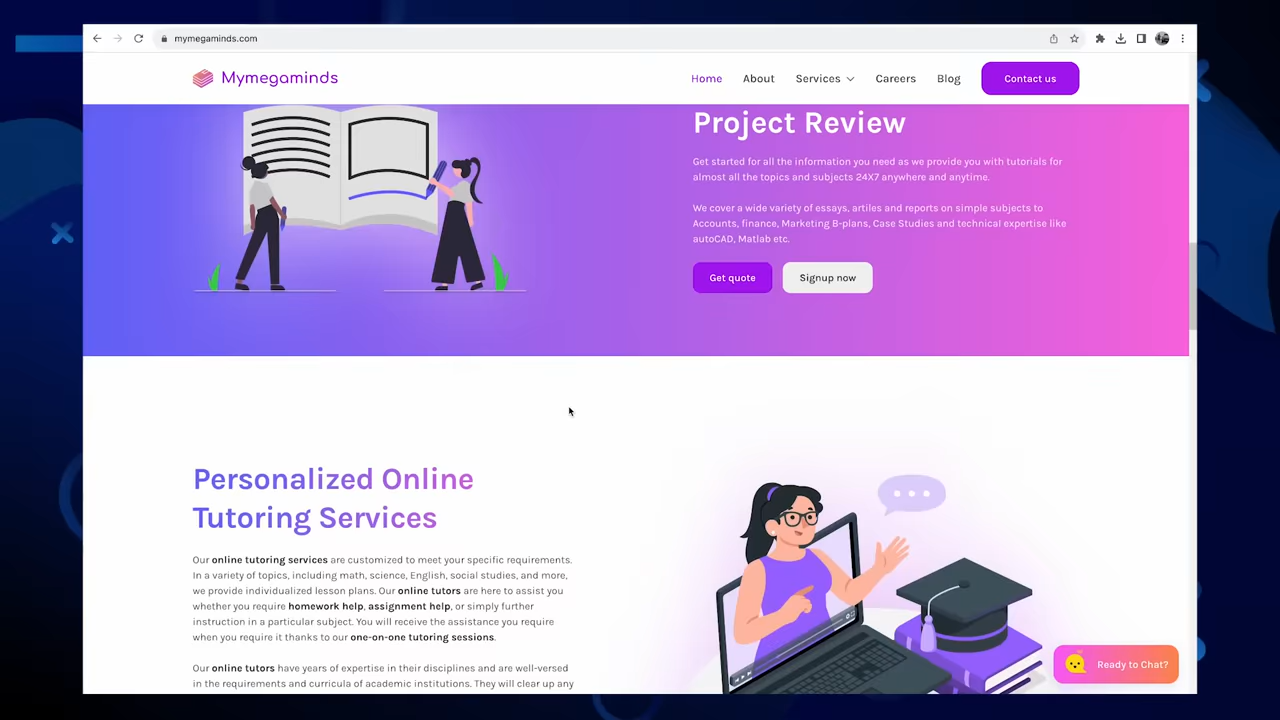 mymegaminds.com
Mymegaminds
Home About Services Careers Blog Contact us
Project Review
Get started for all the information you need as we provide you with tutorials for
almost all the topics and subjects 24X7 anywhere and anytime.
We cover a wide variety of essays, artiles and reports on simple subjects to
Accounts, finance, Marketing B-plans, Case Studies and technical expertise like
autoCAD, Matlab etc.
Get quote Signup now
Personalized Online
Tutoring Services
Our online tutoring services are customized to meet your specific requirements.
In a variety of topics, including math, science, English, social studies, and more,
we provide individualized lesson plans. Our online tutors are here to assist you
whether you require homework help, assignment help, or simply further
instruction in a particular subject. You will receive the assistance you require
when you require it thanks to our one-on-one tutoring sessions.
Our online tutors have years of expertise in their disciplines and are well-versed
in the requirements and curricula of academic institutions. They will clear up any
Ready to Chat?